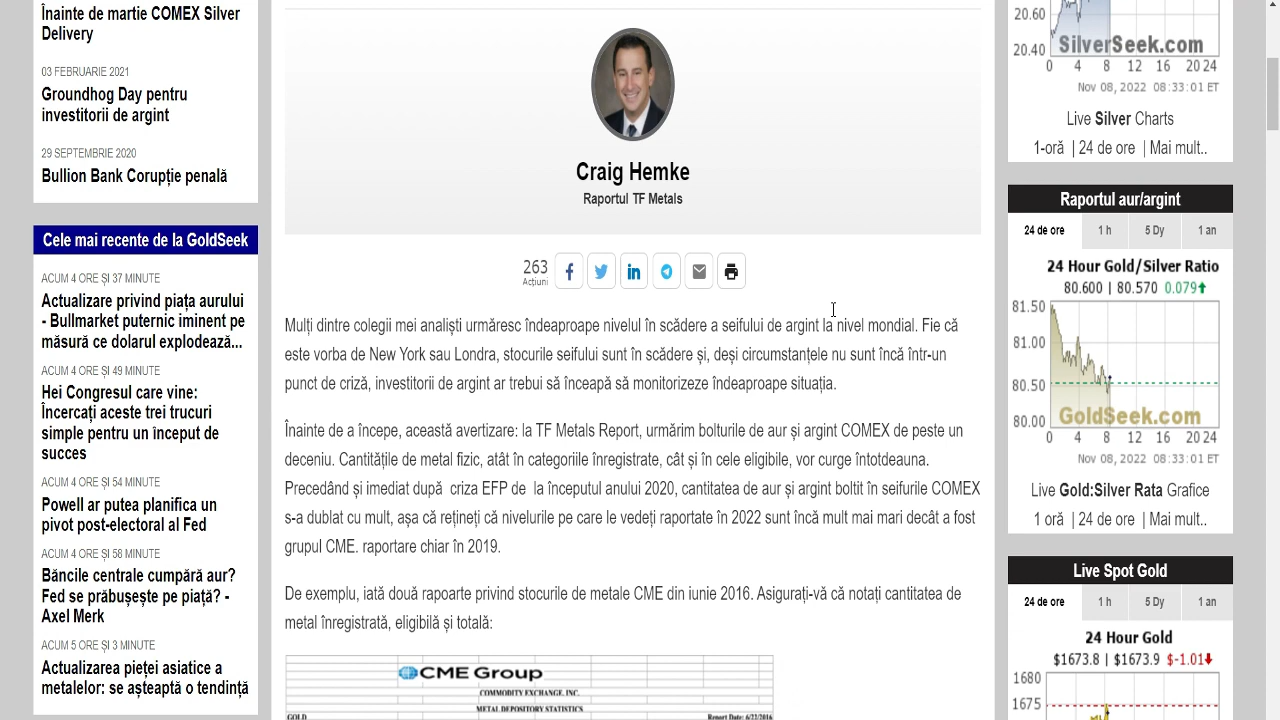 Înainte de martie COMEX Silver
Delivery
03 FEBRUARIE 2021
Groundhog Day pentru
investitorii de argint
29 SEPTEMBRIE 2020
Bullion Bank Corupție penală
Cele mai recente de la GoldSeek
ACUM 4 ORE ȘI 37 MINUTE
Actualizare privind piața aurului
- Bullmarket puternic iminent pe
măsură ce dolarul explodează...
ACUM 4 ORE ȘI 49 MINUTE
Hei Congresul care vine:
Încercați aceste trei trucuri
simple pentru un început de
succes
ACUM 4 ORE ȘI 54 MINUTE
Powell ar putea planifica un
pivot post-electoral al Fed
ACUM 4 ORE ȘI 58 MINUTE
Băncile centrale cumpără aur?
Fed se prăbușește pe piață? -
Axel Merk
ACUM 5 ORE ȘI 3 MINUTE
Actualizarea pieței asiatice a
metalelor: se așteaptă o tendință
Craig Hemke
Raportul TF Metals
263
Acțiuni
Mulți dintre colegii mei analiști urmăresc îndeaproape nivelul în scădere a seifului de argint la nivel mondial. Fie că
este vorba de New York sau Londra, stocurile seifului sunt în scădere și, deși circumstanțele nu sunt încă într-un
punct de criză, investitorii de argint ar trebui să înceapă să monitorizeze îndeaproape situația.
Înainte de a începe, această avertizare: la TF Metals Report, urmărim bolturile de aur și argint COMEX de peste un
deceniu. Cantitățile de metal fizic, atât în categoriile înregistrate, cât și în cele eligibile, vor curge întotdeauna.
Precedând și imediat după criza EFP de la începutul anului 2020, cantitatea de aur și argint boltit în seifurile COMEX
s-a dublat cu mult, așa că rețineți că nivelurile pe care le vedeți raportate în 2022 sunt încă mult mai mari decât a fost
grupul CME. raportare chiar în 2019.
De exemplu, iată două rapoarte privind stocurile de metale CME din iunie 2016. Asigurați-vă că notați cantitatea de
metal înregistrată, eligibilă și totală:
CME Group
COMMODITY EXCHANGE, INC.
METAL DEPOSITORY STATISTICS
GOLD Report Date: 6/22/2016
20.60
20.40
SilverSeek.com
0 4 8 12 16 20 24
Nov 08, 2022 08:33:01 ET
Live Silver Charts
1-oră | 24 de ore | Mai mult..
Raportul aur/argint
24 de ore 1 h 5 Dy 1 an
24 Hour Gold/Silver Ratio
80.600 | 80.570 0.079
81.50
81.00
80.50
80.00
GoldSeek.com
0 4 8 12 16 20 24
Nov 08, 2022 08:33:01 ET
Live Gold:Silver Rata Grafice
1 oră | 24 de ore | Mai mult..
Live Spot Gold
24 de ore 1 h 5 Dy 1 an
24 Hour Gold
$1673.8 | $1673.9 $-1.01
1680
1675